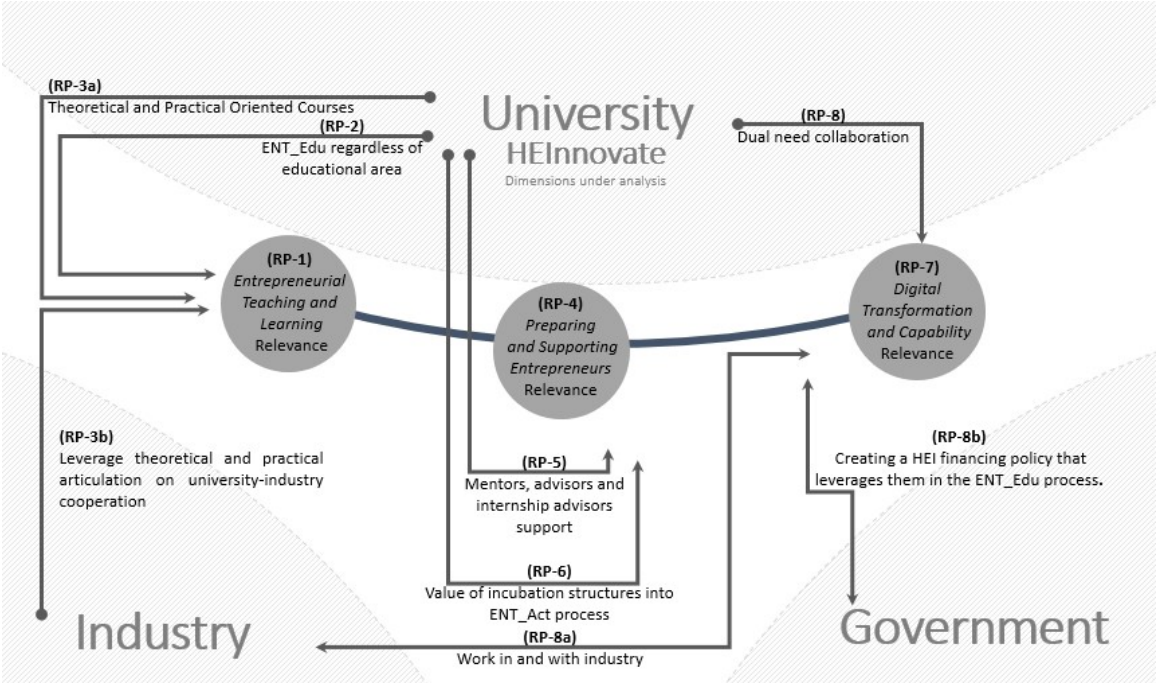 (RP-3a)
Theoretical and Practical Oriented Courses
(RP-2)
ENT_Edu regardless of
educational area
University
HEInnovate
Dimensions under analysis
(RP-8)
Dual need collaboration
(RP-1)
Entrepreneurial
Teaching and
Learning
Relevance
(RP-4)
Preparing
and Supporting
Entrepreneurs
Relevance
(RP-7)
Digital
Transformation
and Capability
Relevance
(RP-3b)
Leverage theoretical and practical
articulation on university-industry
cooperation
(RP-5)
Mentors, advisors and
internship advisors
support
(RP-8b)
Creating a HEI financing policy that
leverages them in the ENT_Edu process.
(RP-6)
Value of incubation structures into
ENT_Act process
(RP-8a)
Work in and with industry
Industry
Government